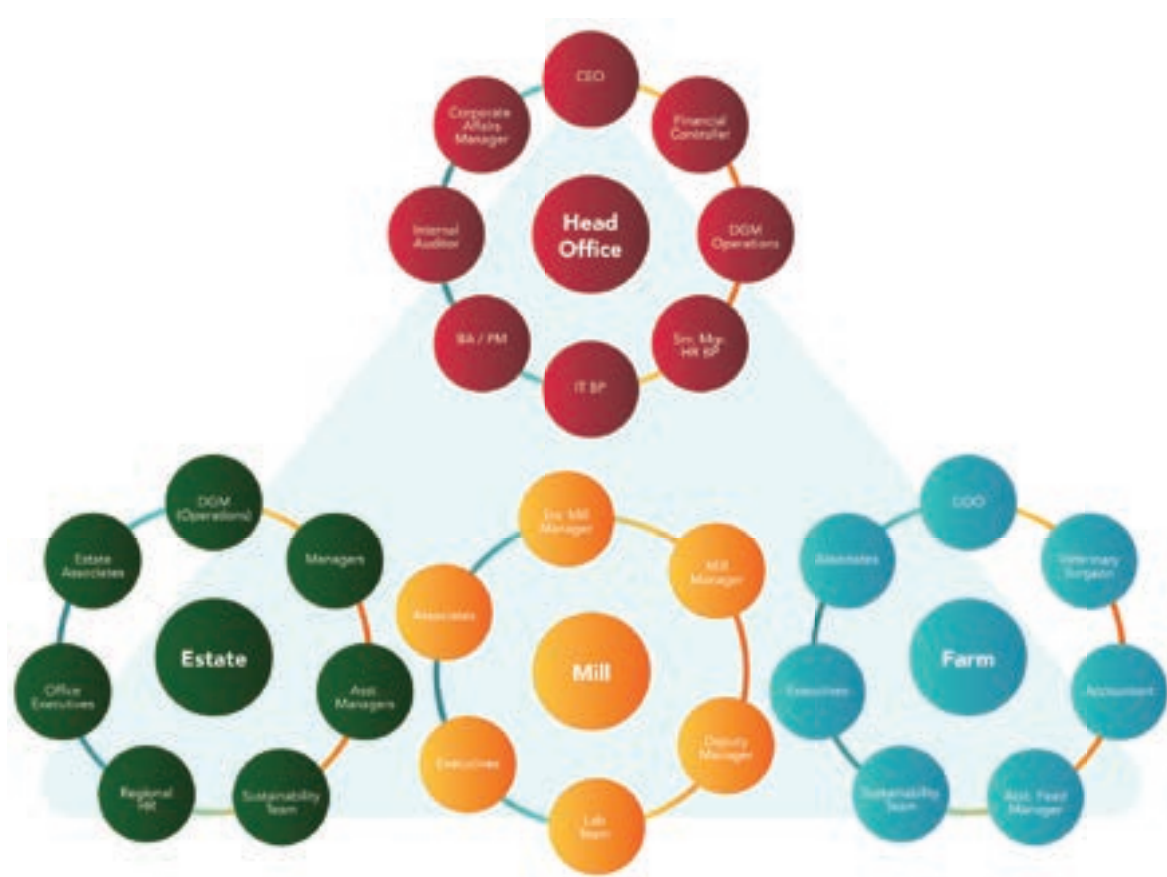 CEO
Corporate
Affairs
Manager
Financial
Controller
Internal
Auditor
Head
Office
DGM
Operations
BA / PM
Snr. Mgr.
HR BP
IT BP
DGM
(Operations)
Estate
Associates
Managers
Estate
Office
Executives
Asst.
Managers
Regional
HR
Sustainability
Team
Snr. Mill
Manager
Mill
Manager
Associates
Mill
Deputy
Manager
Executives
Lab
Team
COO
Associates
Veterinary
Surgeon
Farm
Executives
Accountant
Sustainability
Team
Asst. Feed
Manager